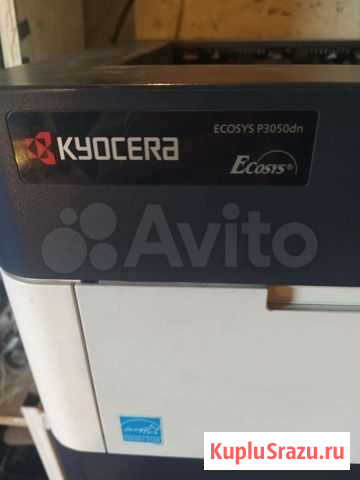 ECOSYS P3050dn
KYOCERA
ECOSYS®
Avito
KupluSrazu.ru